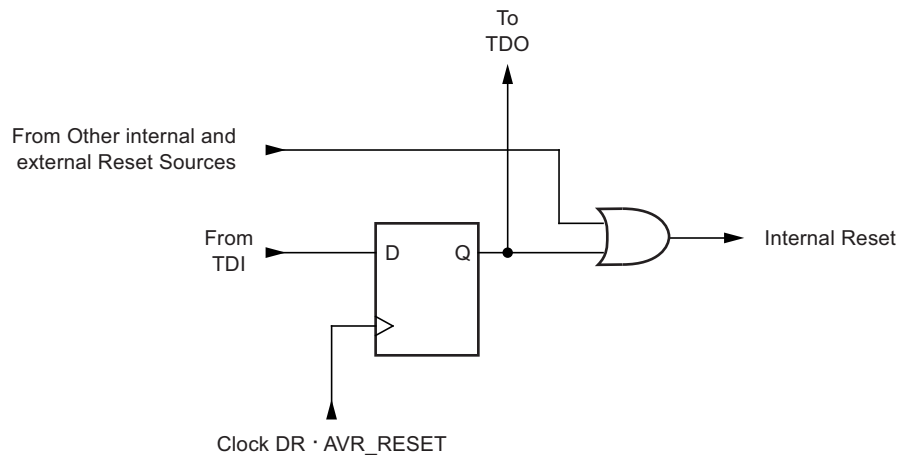 To
TDO
From Other internal and
external Reset Sources
From
TDI
D
Q
Internal Reset
Clock DR · AVR_RESET